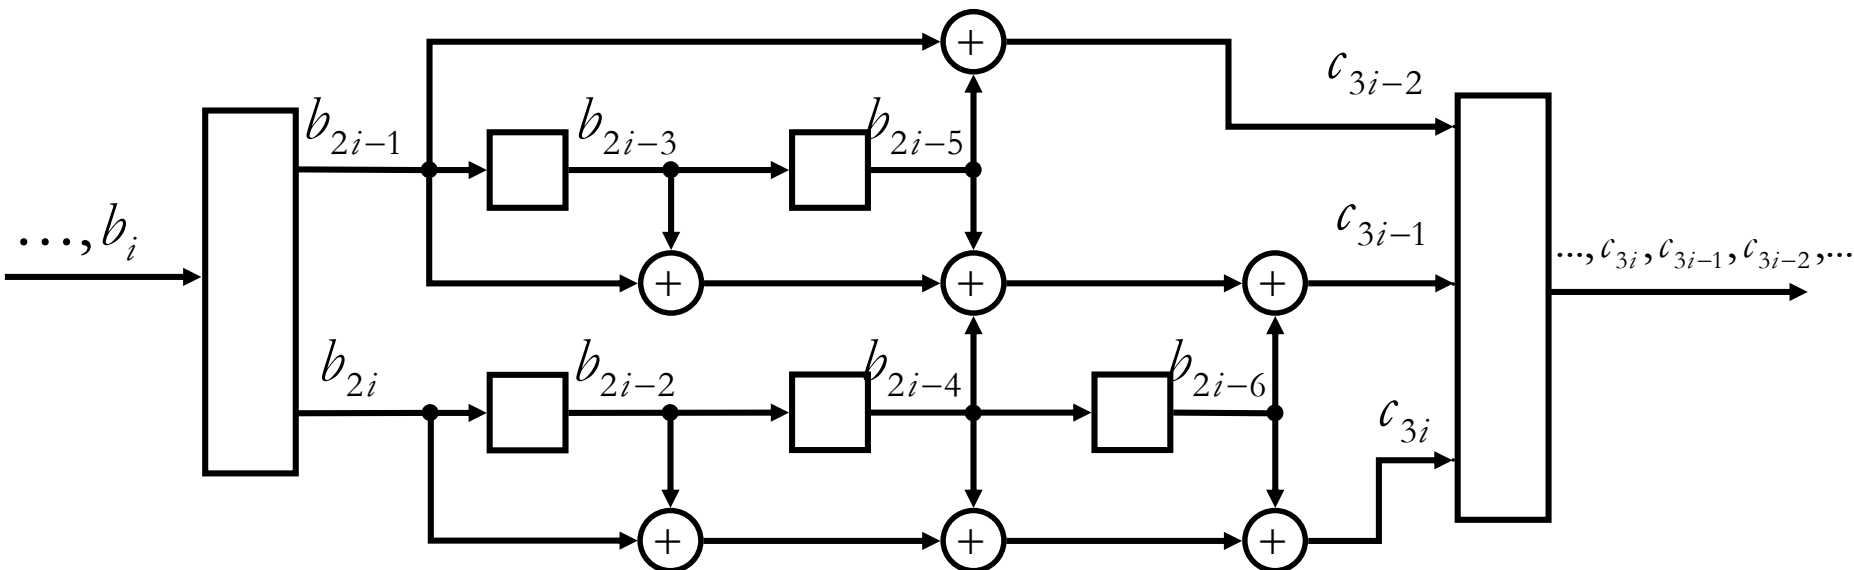 +
c_{3i-2}
b_{2i-1} b_{2i-3} b_{2i-5}
..., b_i
c_{3i-1}
..., c_{3i}, c_{3i-1}, c_{3i-2}, ...
+ + +
b_{2i} b_{2i-2} b_{2i-4} b_{2i-6}
c_{3i}
+ + +